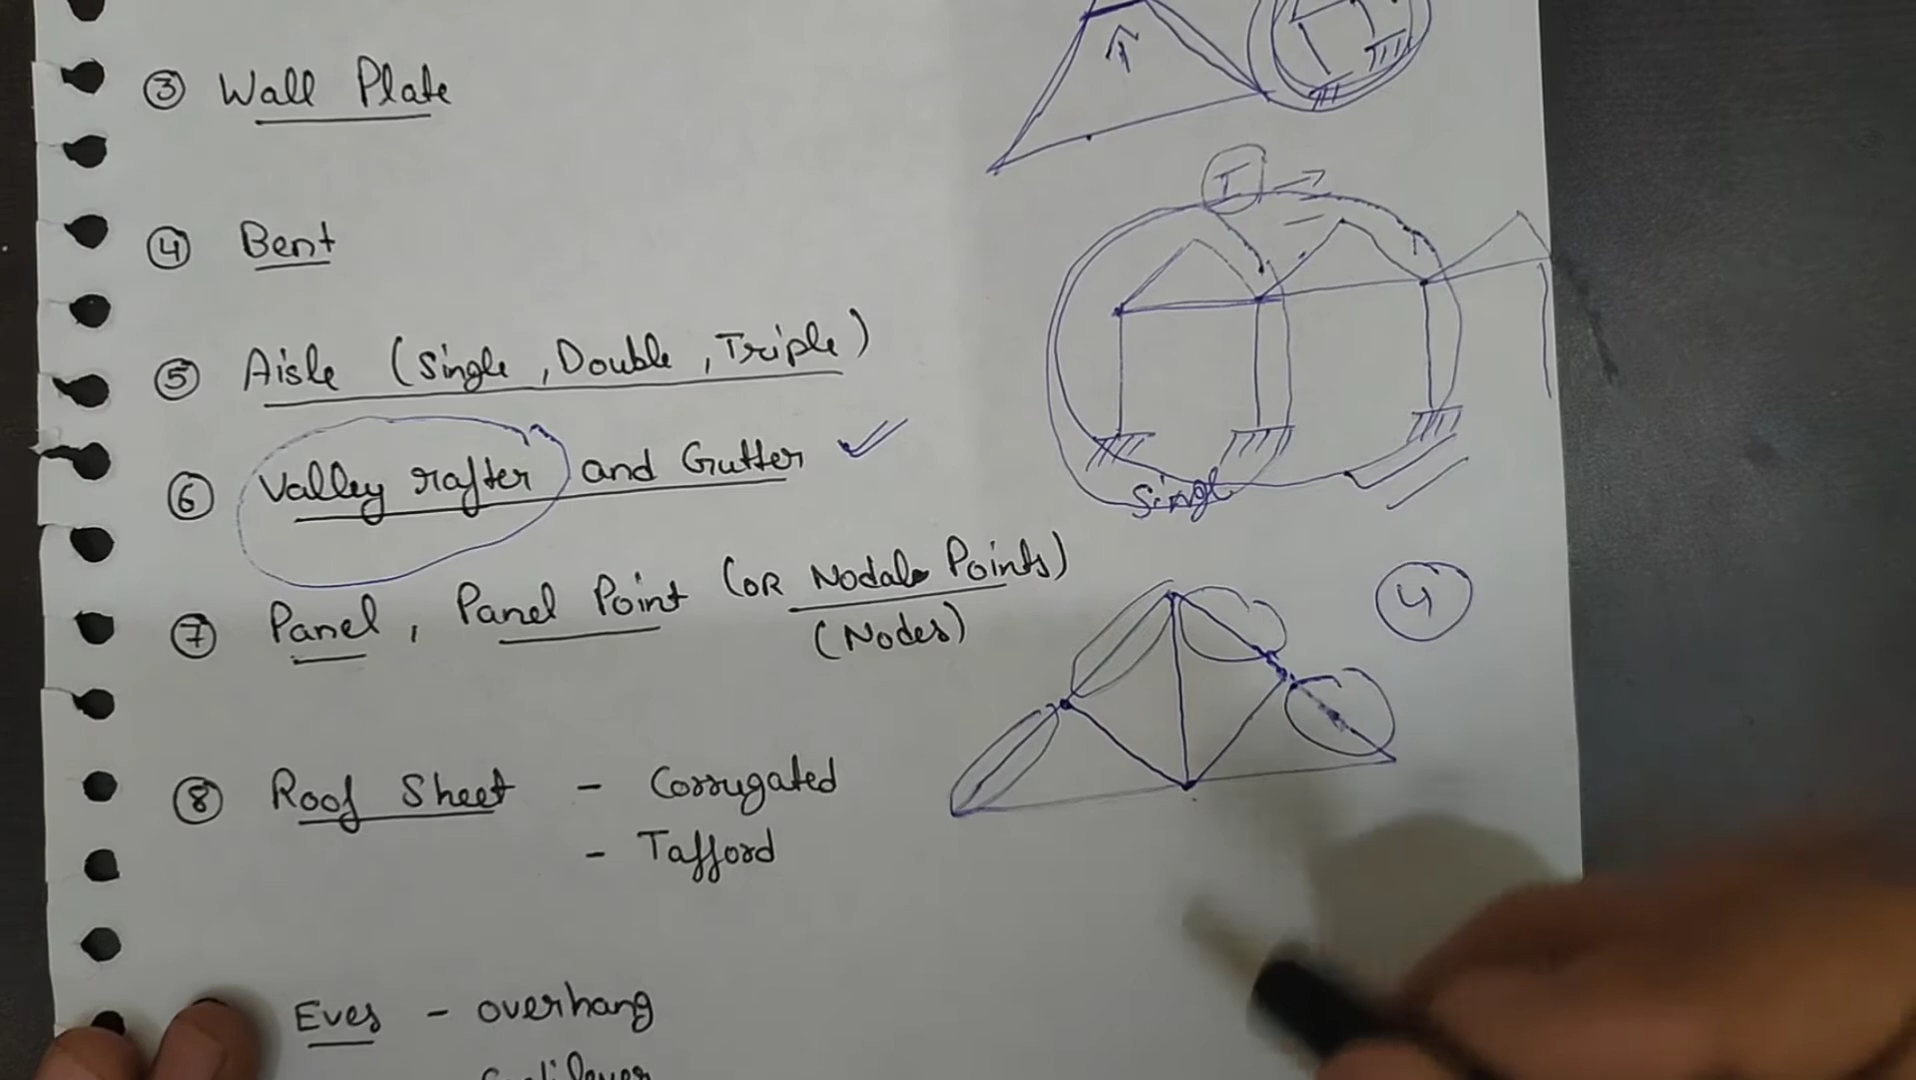 ③ Wall Plate
④ Bent
⑤ Aisle (Single, Double, Triple)
⑥ Valley rafter and Gutter
⑦ Panel, Panel Point (OR Nodal Points)
(Nodes)
⑧ Roof Sheet - Corrugated
- Tafford
Eves - overhang
I
Singl
4